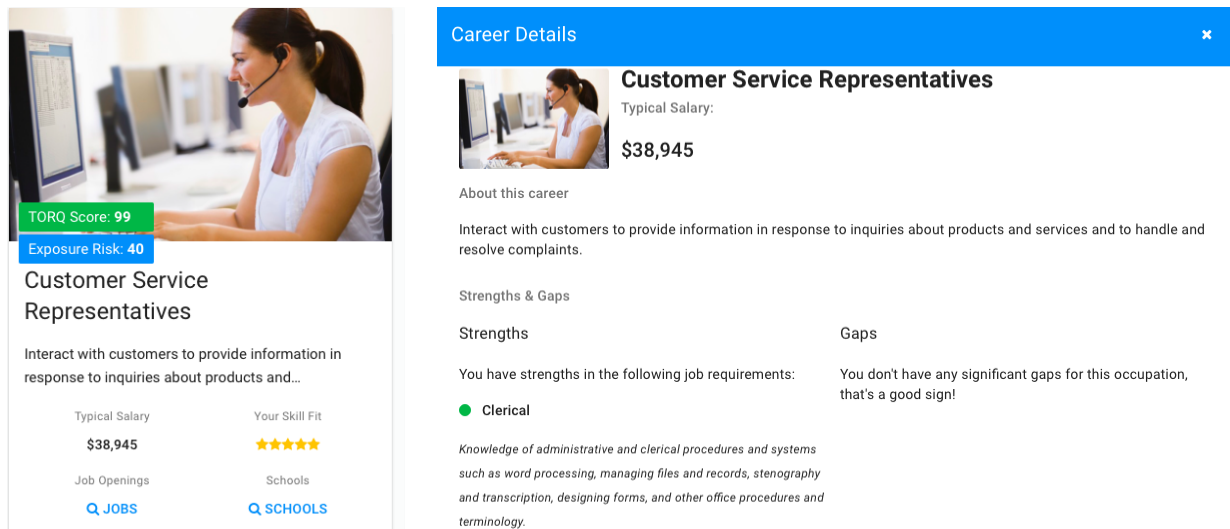 TORQ Score: 99
Exposure Risk: 40
Customer Service
Representatives
Interact with customers to provide information in
response to inquiries about products and...
Typical Salary
Your Skill Fit
$38,945
Job Openings
Schools
JOBS
SCHOOLS
Career Details
Customer Service Representatives
Typical Salary:
$38,945
About this career
Interact with customers to provide information in response to inquiries about products and services and to handle and
resolve complaints.
Strengths & Gaps
Strengths
You have strengths in the following job requirements:
Clerical
Knowledge of administrative and clerical procedures and systems
such as word processing, managing files and records, stenography
and transcription, designing forms, and other office procedures and
terminology.
Gaps
You don't have any significant gaps for this occupation,
that's a good sign!